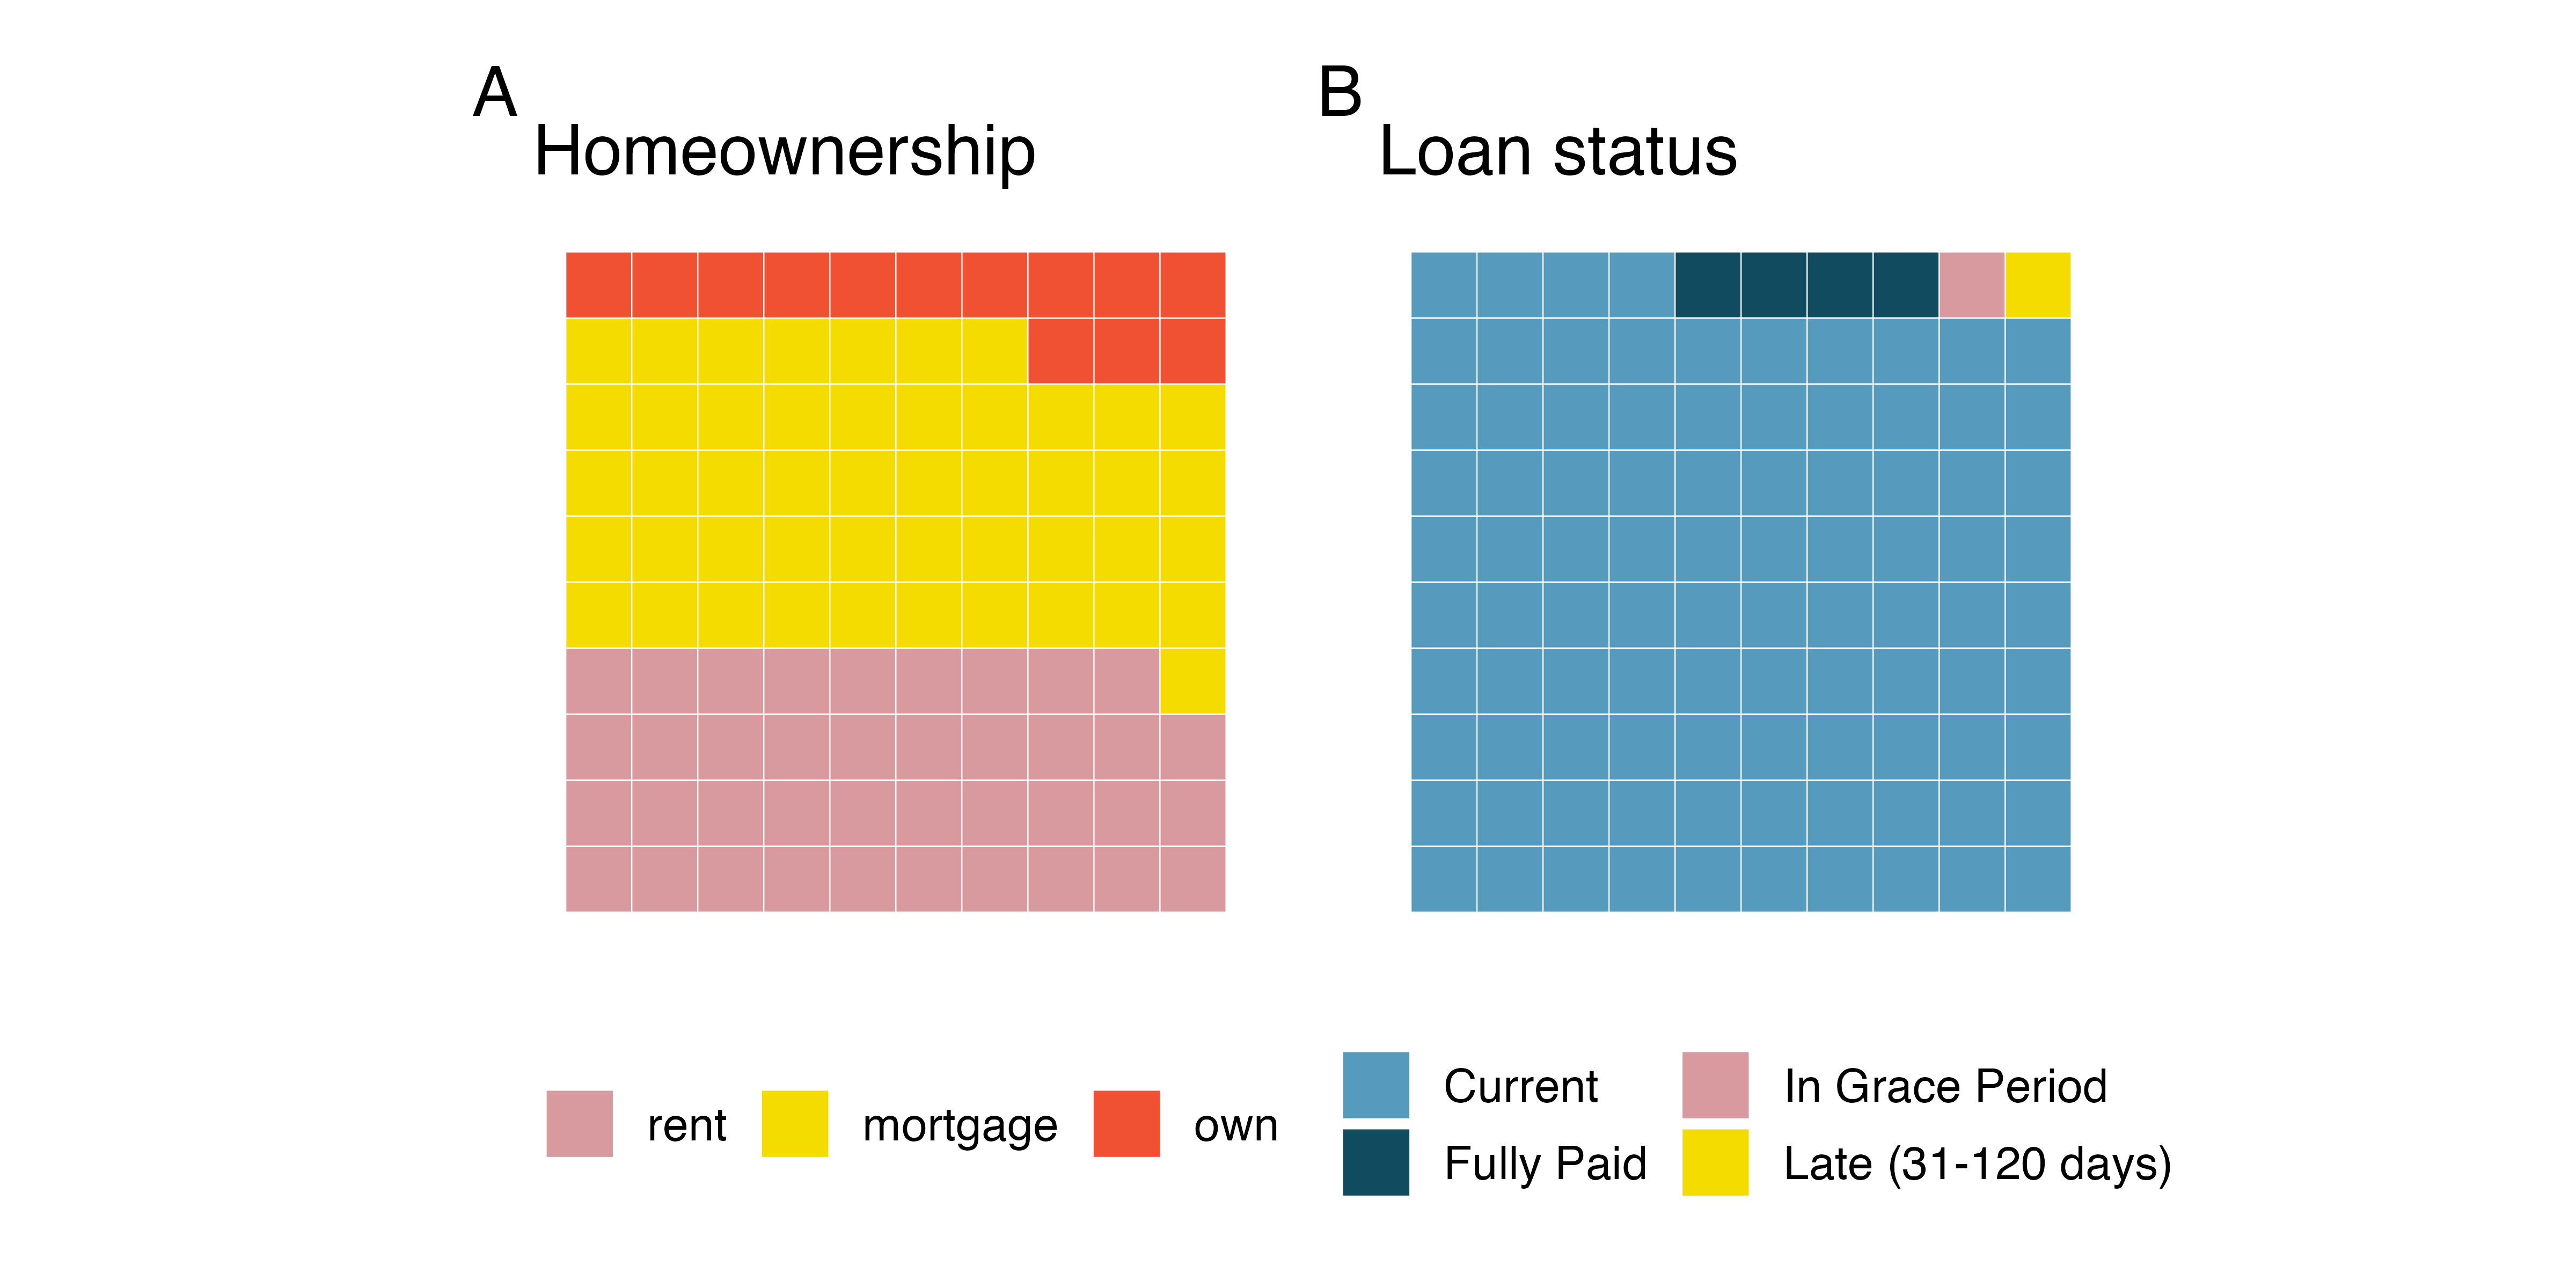 A
Homeownership
rent
mortgage
own
B
Loan status
Current
Fully Paid
In Grace Period
Late (31-120 days)